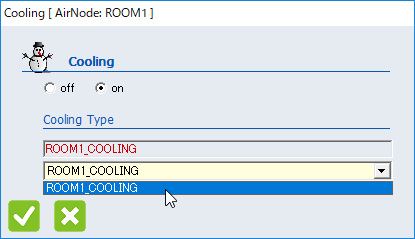 Cooling [ AirNode: ROOM1 ]
Cooling
off on
Cooling Type
ROOM1_COOLING
ROOM1_COOLING
ROOM1_COOLING